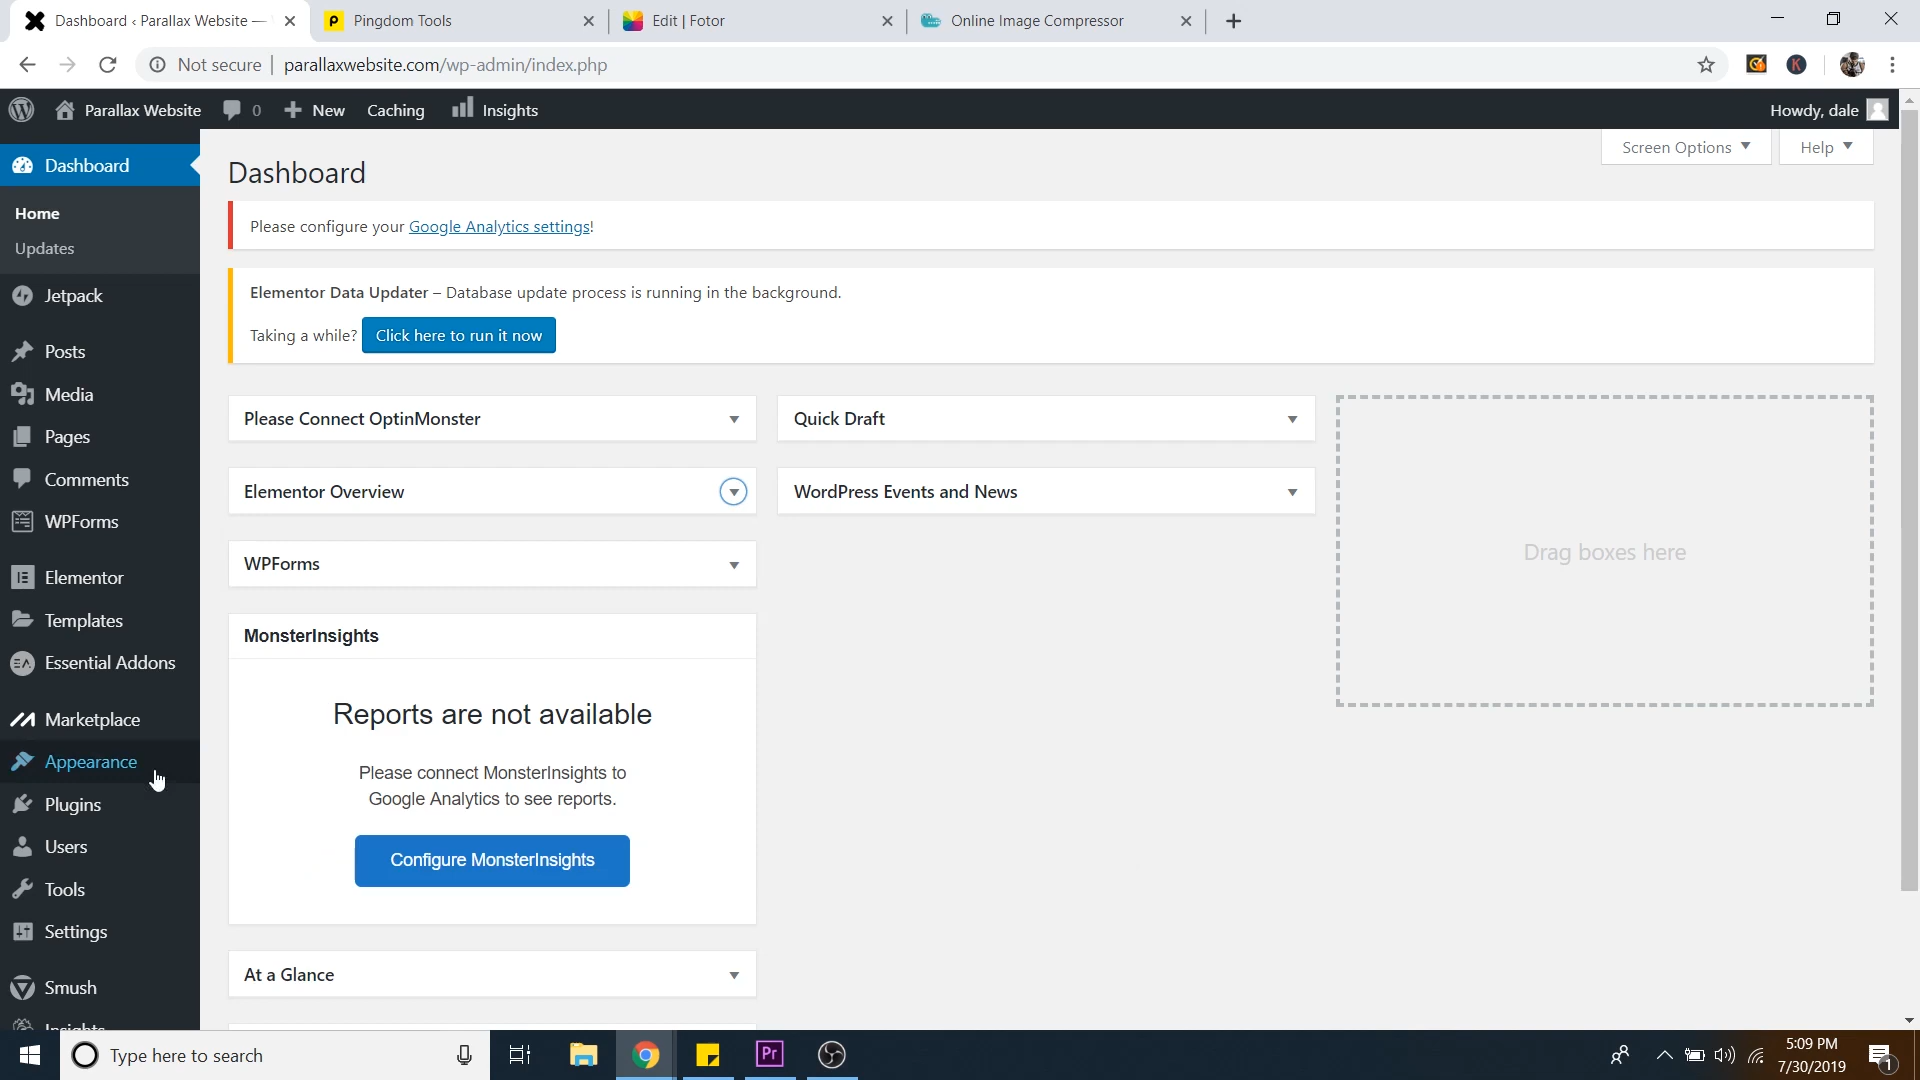 Dashboard ‹ Parallax Website —
Pingdom Tools
Edit | Fotor
Online Image Compressor
Not secure
parallaxwebsite.com/wp-admin/index.php
Parallax Website
0
New
Caching
Insights
Howdy, dale
Dashboard
Home
Updates
Jetpack
Posts
Media
Pages
Comments
WPForms
Elementor
Templates
Essential Addons
Marketplace
Appearance
Plugins
Users
Tools
Settings
Smush
Insights
Dashboard
Screen Options
Help
Please configure your Google Analytics settings!
Elementor Data Updater – Database update process is running in the background.
Taking a while? Click here to run it now
Please Connect OptinMonster
Quick Draft
Elementor Overview
WordPress Events and News
Drag boxes here
WPForms
MonsterInsights
Reports are not available
Please connect MonsterInsights to
Google Analytics to see reports.
Configure MonsterInsights
At a Glance
Type here to search
Pr
5:09 PM
7/30/2019
1